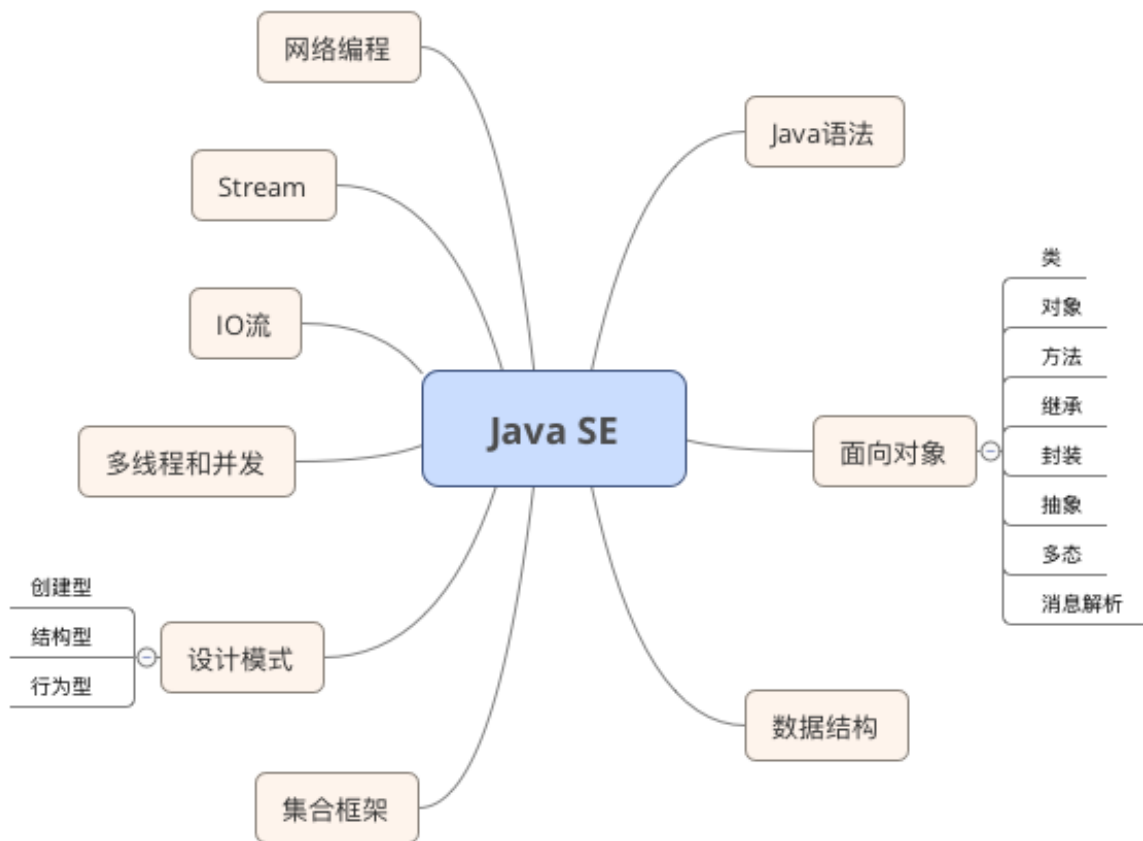 网络编程
Java语法
Stream
类
对象
IO流
方法
继承
Java SE
面向对象
封装
多线程和并发
抽象
多态
创建型
消息解析
结构型
设计模式
行为型
数据结构
集合框架